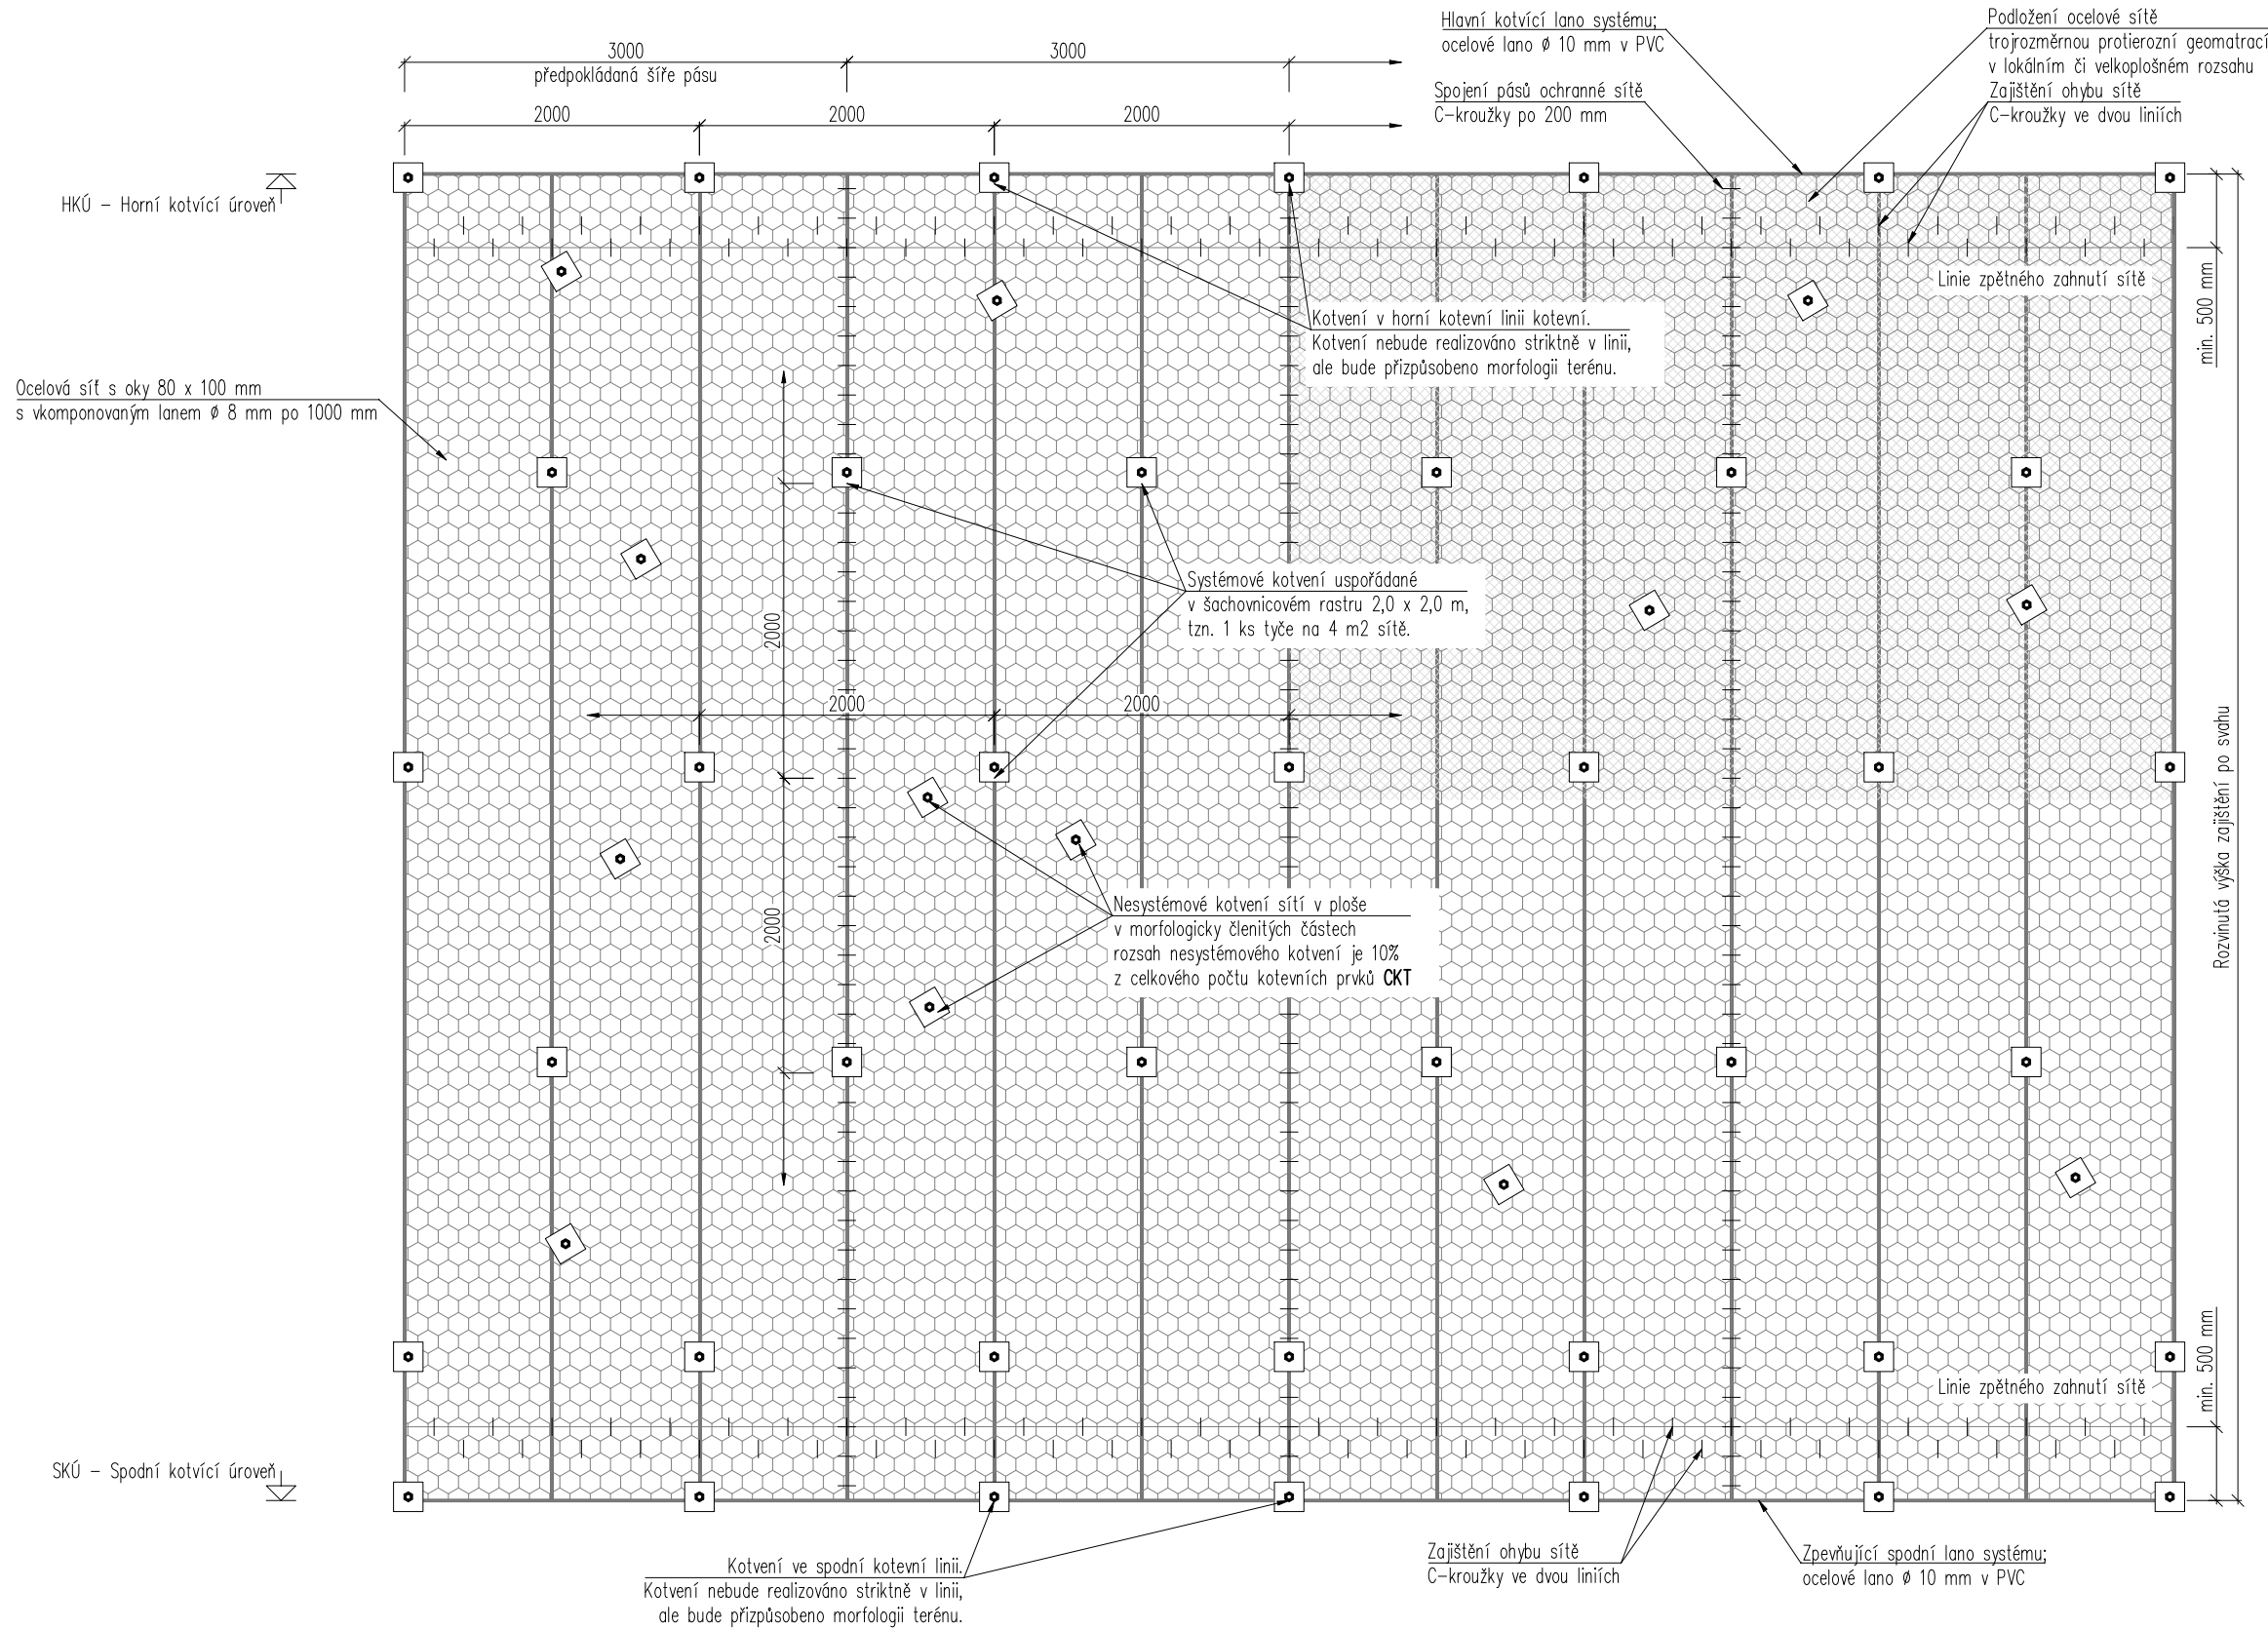 Hlavní kotvící lano systému;
ocelové lano ø 10 mm v PVC
Podložení ocelové sítě
trojrozměrnou protierozní geomatrací
v lokálním či velkoplošném rozsahu
3000
3000
předpokládaná šíře pásu
Spojení pásů ochranné sítě
C-kroužky po 200 mm
Zajištění ohybu sítě
C-kroužky ve dvou liniích
2000
2000
2000
HKÚ - Horní kotvící úroveň
Linie zpětného zahnutí sítě
min. 500 mm
Kotvení v horní kotevní linii kotevní.
Kotvení nebude realizováno striktně v linii,
ale bude přizpůsobeno morfologii terénu.
Ocelová síť s oky 80 x 100 mm
s vkomponovaným lanem ø 8 mm po 1000 mm
Systémové kotvení uspořádané
v šachovnicovém rastru 2,0 x 2,0 m,
tzn. 1 ks tyče na 4 m2 sítě.
2000
2000
2000
Rozvinutá výška zajištění po svahu
Nesystémové kotvení sítí v ploše
v morfologicky členitých částech
rozsah nesystémového kotvení je 10%
z celkového počtu kotevních prvků CKT
2000
min. 500 mm
Linie zpětného zahnutí sítě
SKÚ - Spodní kotvící úroveň
Kotvení ve spodní kotevní linii.
Kotvení nebude realizováno striktně v linii,
ale bude přizpůsobeno morfologii terénu.
Zajištění ohybu sítě
C-kroužky ve dvou liniích
Zpevňující spodní lano systému;
ocelové lano ø 10 mm v PVC